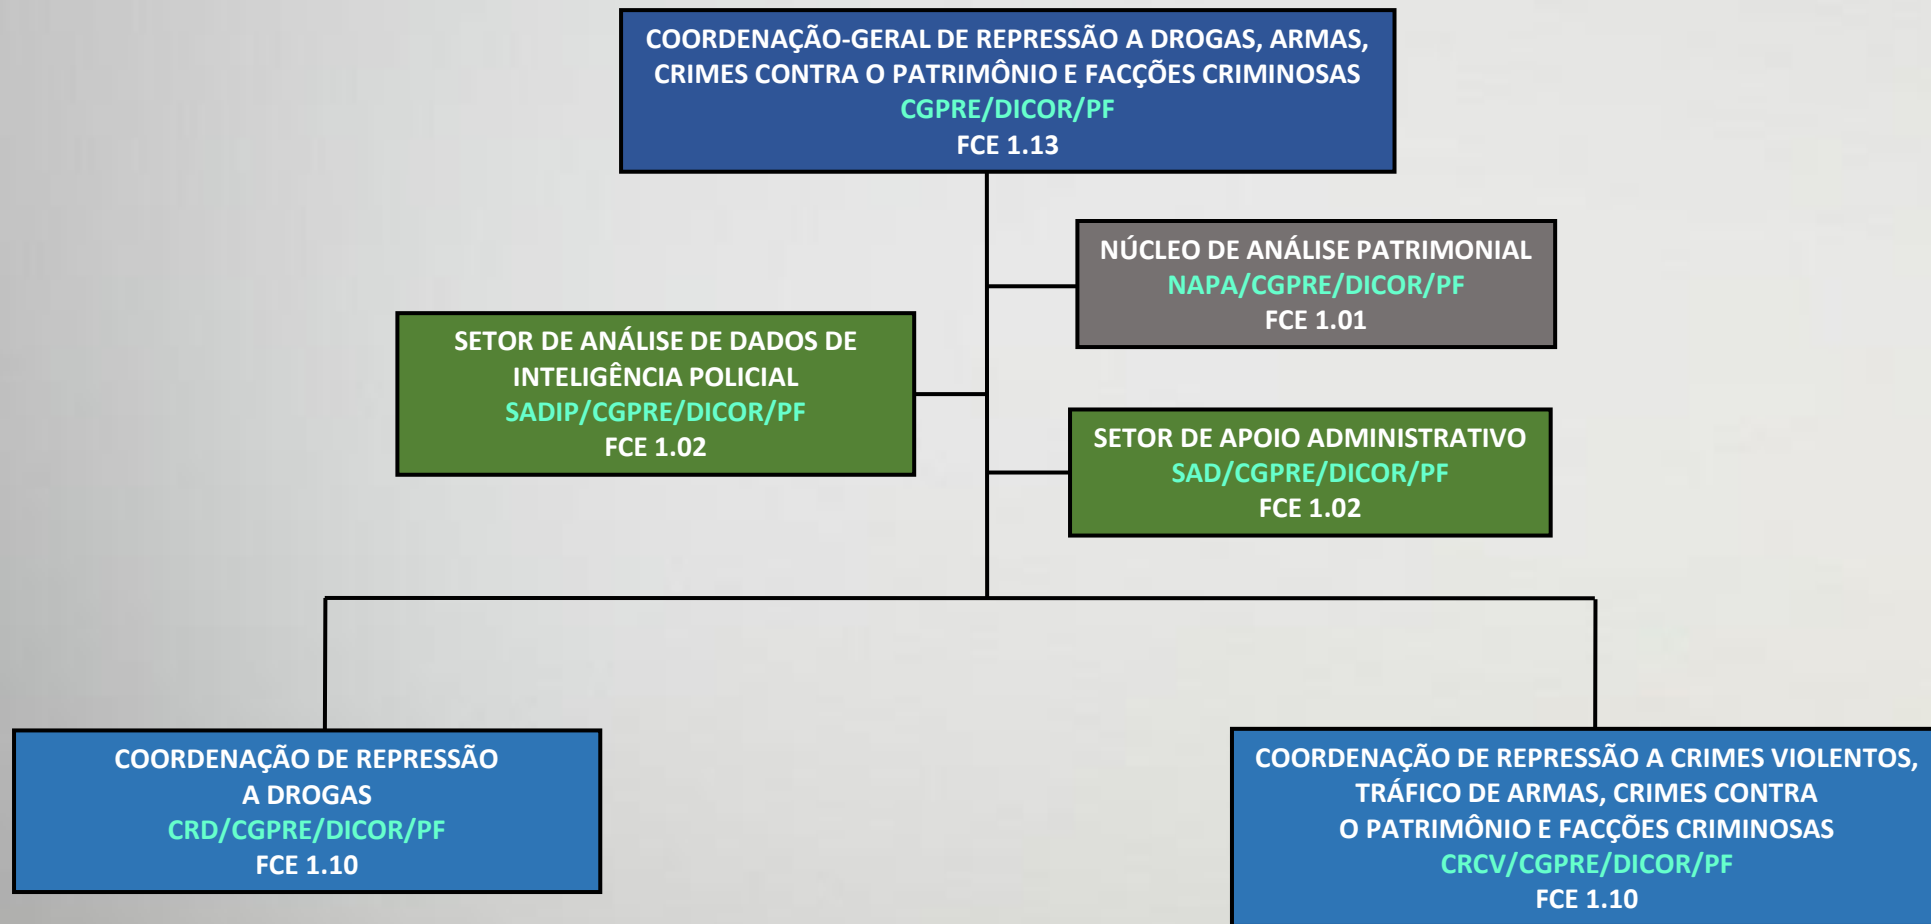 COORDENAÇÃO-GERAL DE REPRESSÃO A DROGAS, ARMAS,
CRIMES CONTRA O PATRIMÔNIO E FACÇÕES CRIMINOSAS
CGPRE/DICOR/PF
FCE 1.13
NÚCLEO DE ANÁLISE PATRIMONIAL
NAPA/CGPRE/DICOR/PF
FCE 1.01
SETOR DE ANÁLISE DE DADOS DE
INTELIGÊNCIA POLICIAL
SADIP/CGPRE/DICOR/PF
FCE 1.02
SETOR DE APOIO ADMINISTRATIVO
SAD/CGPRE/DICOR/PF
FCE 1.02
COORDENAÇÃO DE REPRESSÃO
A DROGAS
CRD/CGPRE/DICOR/PF
FCE 1.10
COORDENAÇÃO DE REPRESSÃO A CRIMES VIOLENTOS,
TRÁFICO DE ARMAS, CRIMES CONTRA
O PATRIMÔNIO E FACÇÕES CRIMINOSAS
CRCV/CGPRE/DICOR/PF
FCE 1.10